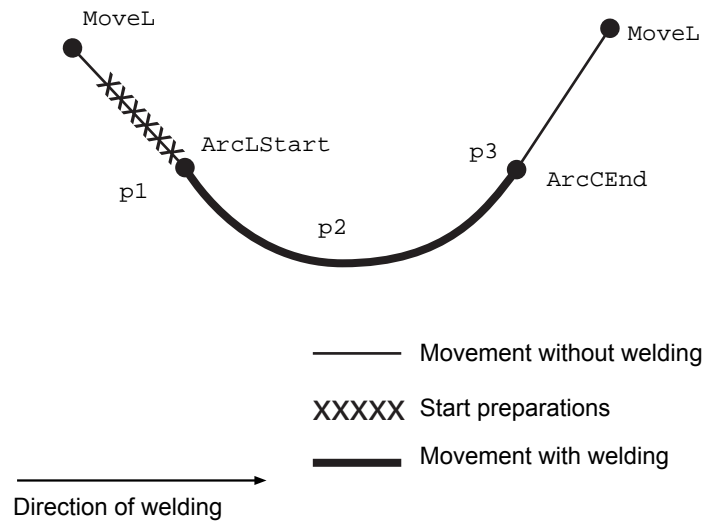 MoveL
MoveL
ArcLStart
p3
ArcCEnd
p1
p2
Movement without welding
XXXXX Start preparations
Movement with welding
Direction of welding